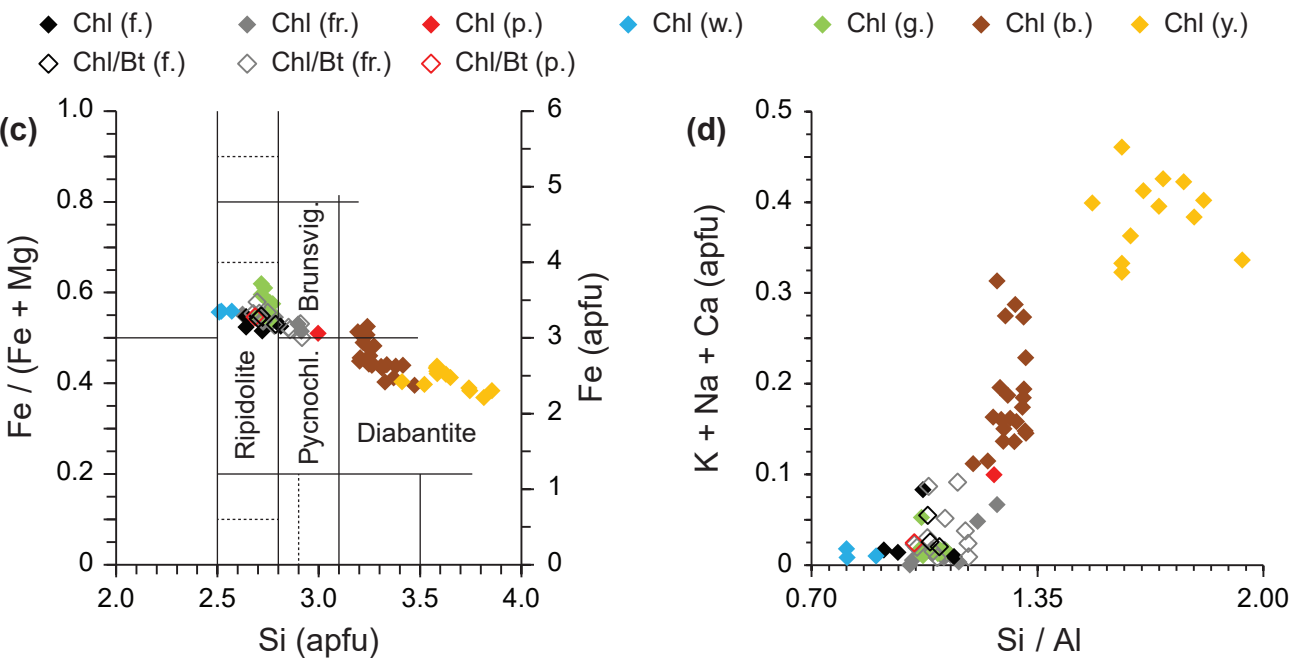 Chl (f.) Chl (fr.) Chl (p.) Chl (w.) Chl (g.) Chl (b.) Chl (y.)
Chl/Bt (f.) Chl/Bt (fr.) Chl/Bt (p.)
(c)
Fe / (Fe + Mg)
1.0
0.8
0.6
0.4
0.2
0
2.0 2.5 3.0 3.5 4.0
Si (apfu)
Ripidolite
Brunsvig.
Pycnochl.
Diabantite
6
5
4
3
2
1
0
Fe (apfu)
(d)
K + Na + Ca (apfu)
0.5
0.4
0.3
0.2
0.1
0
0.70 1.35 2.00
Si / Al